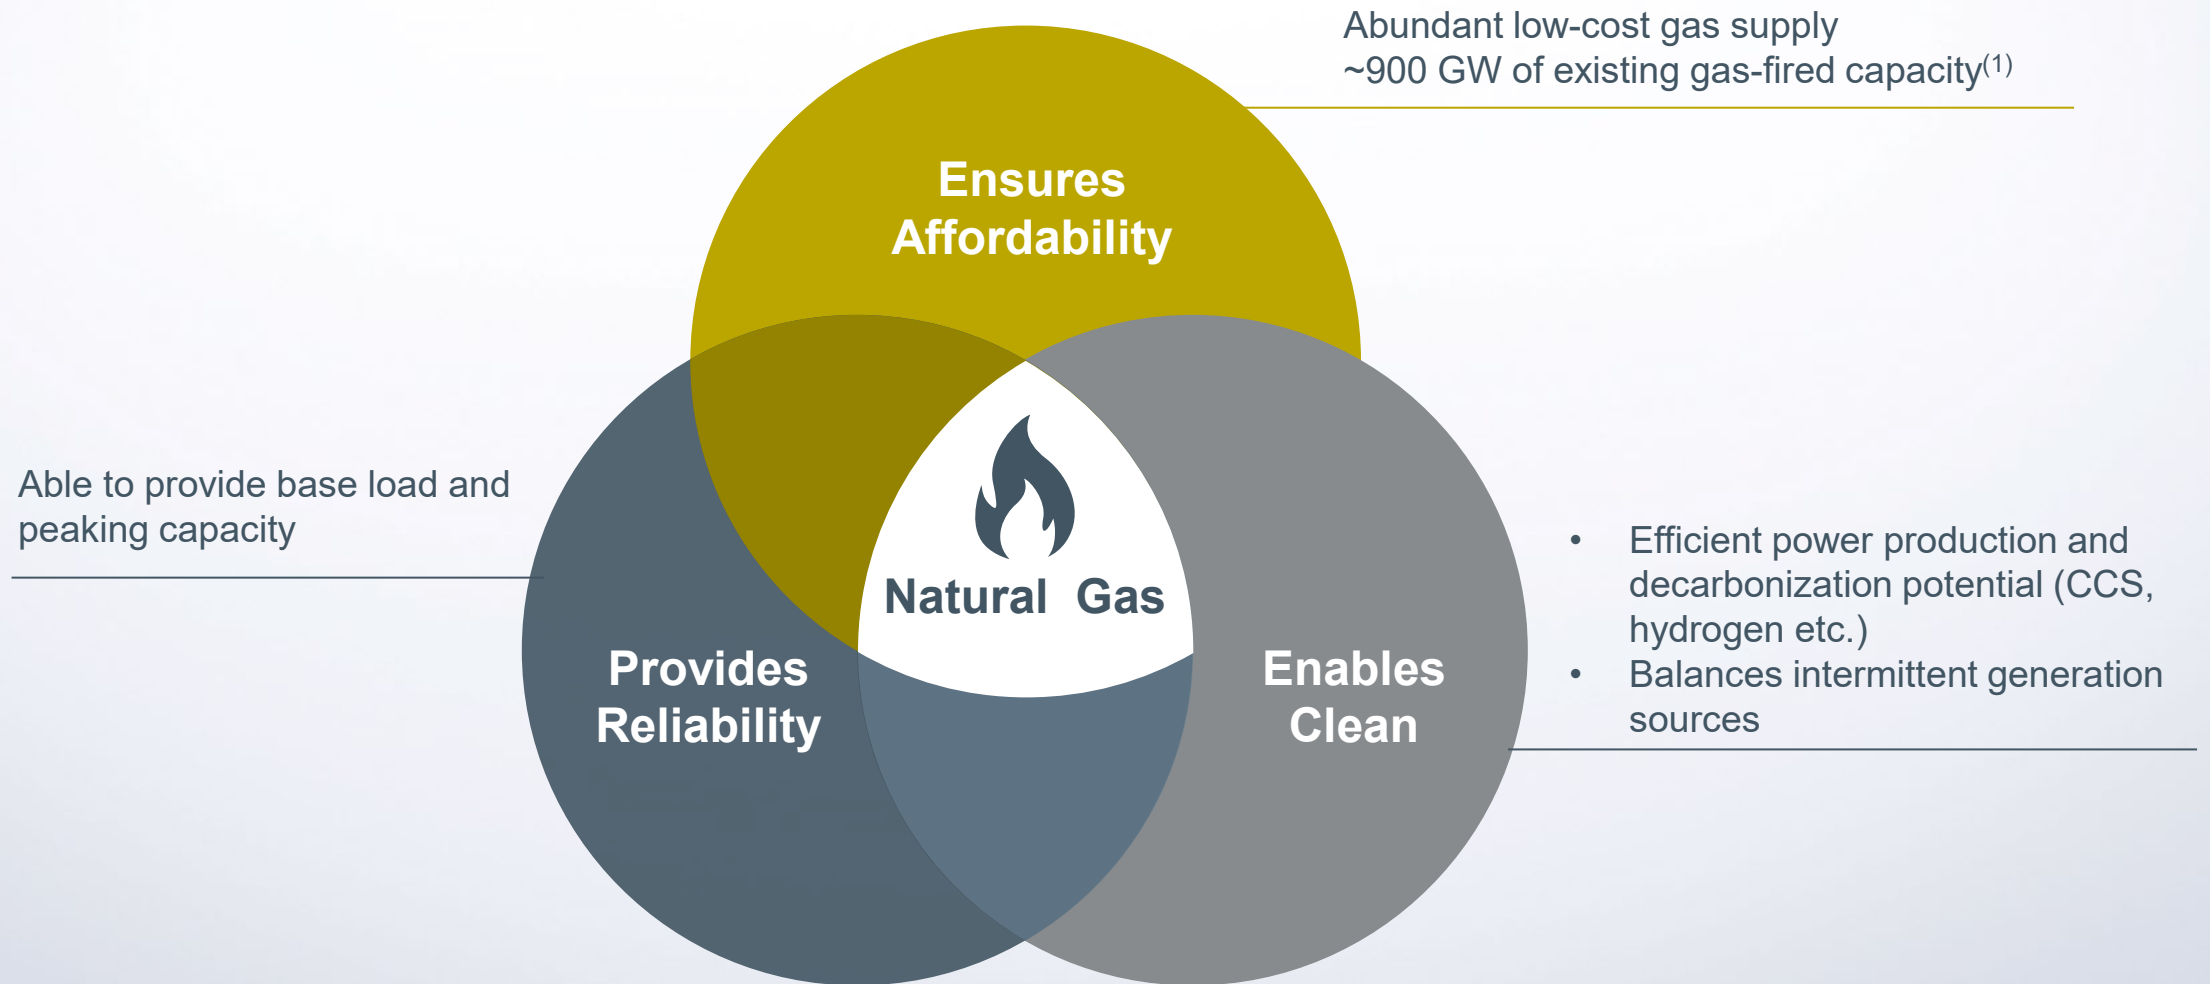 Abundant low-cost gas supply
~900 GW of existing gas-fired capacity(1)
Ensures
Affordability
Able to provide base load and
peaking capacity
Natural Gas
Provides
Reliability
Enables
Clean
• Efficient power production and
decarbonization potential (CCS,
hydrogen etc.)
• Balances intermittent generation
sources